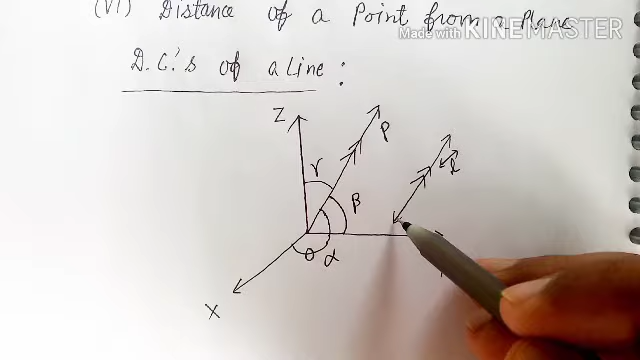 (VI) Distance of a Point from a Plane
Made with KINEMASTER
D.C.'s of a Line :
Z
P
γ
l
β
O
α
X